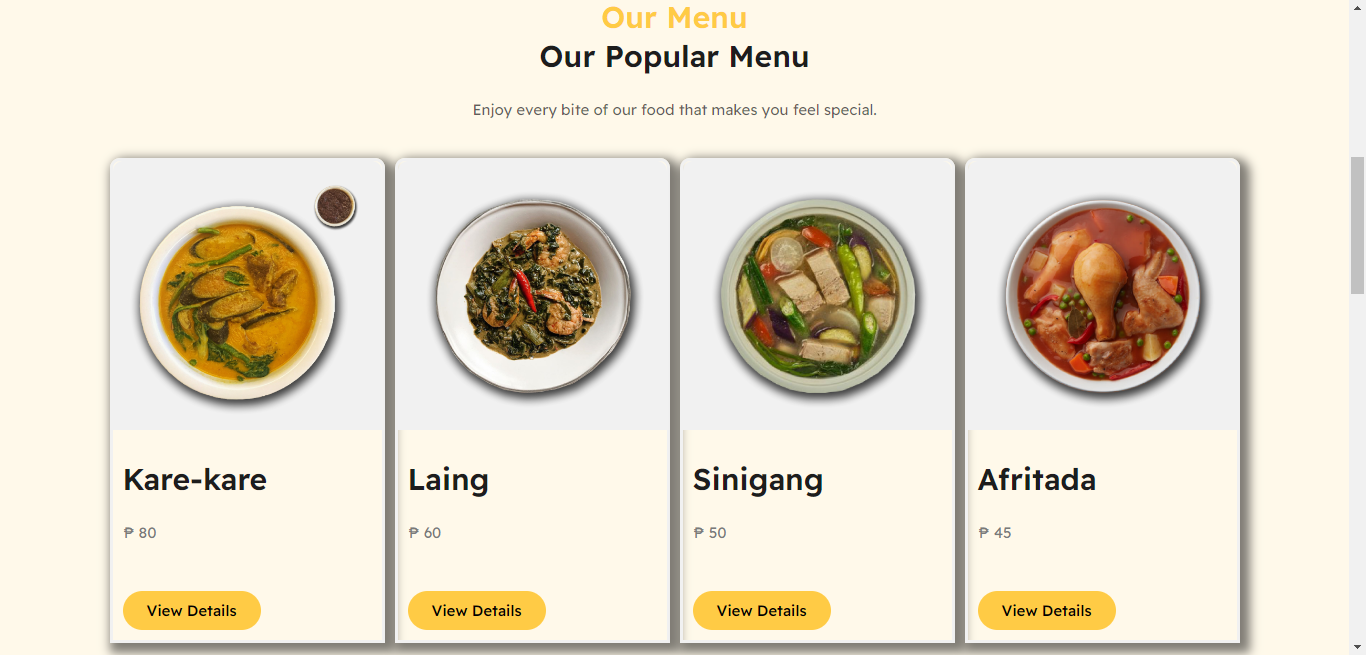 Our Menu
Our Popular Menu
Enjoy every bite of our food that makes you feel special.
Kare-kare
₱ 80
View Details
Laing
₱ 60
View Details
Sinigang
₱ 50
View Details
Afritada
₱ 45
View Details